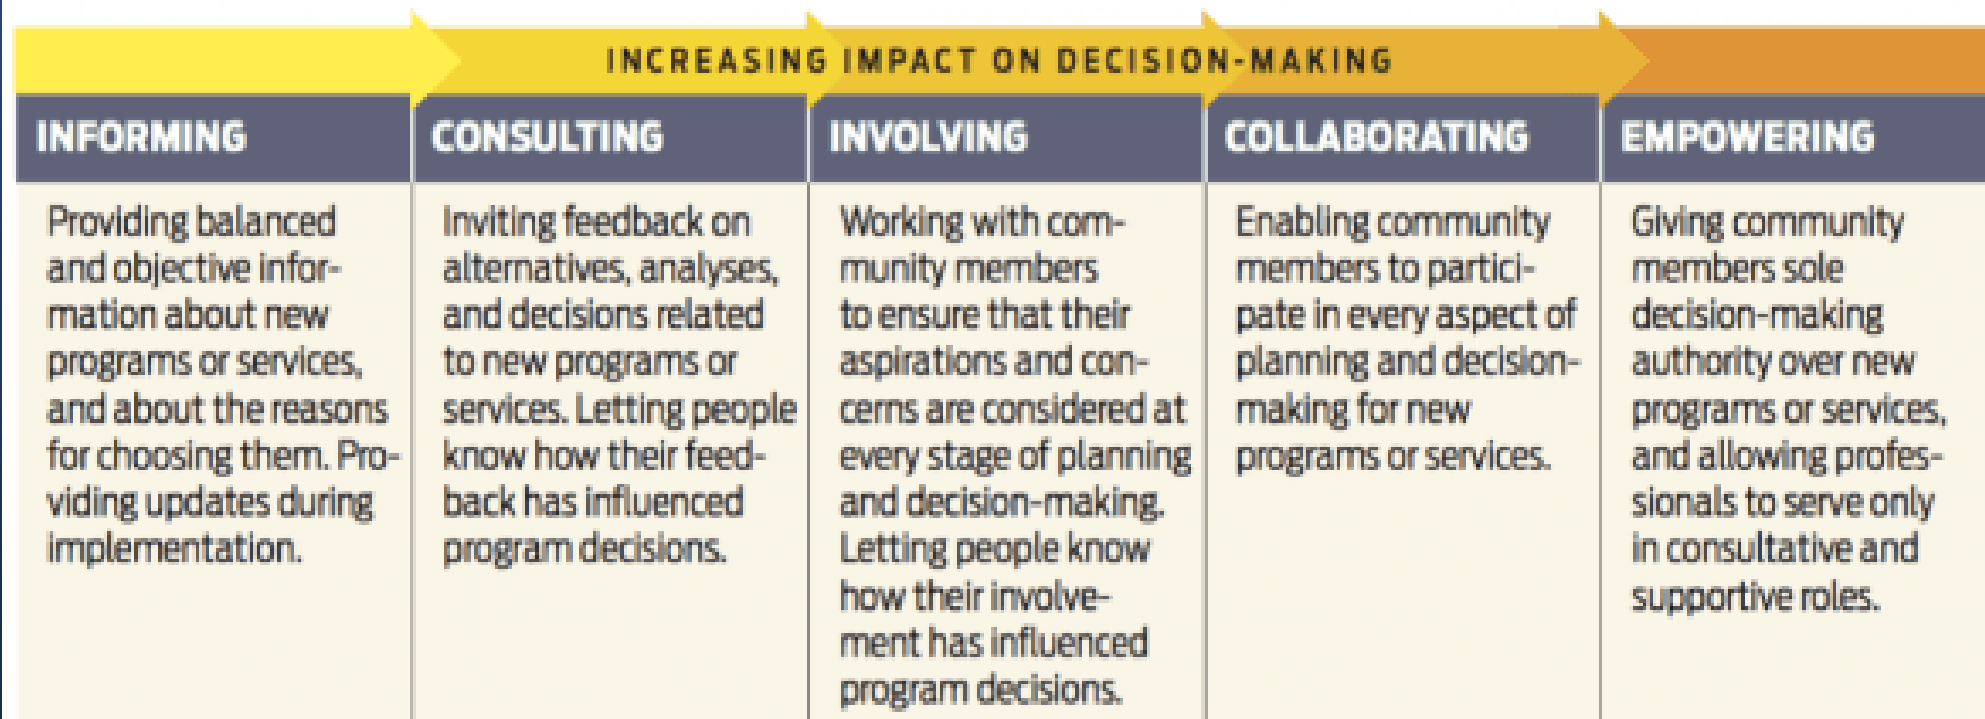 INCREASING IMPACT ON DECISION-MAKING
INFORMING
Providing balanced
and objective infor-
mation about new
programs or services,
and about the reasons
for choosing them. Pro-
viding updates during
implementation.
CONSULTING
Inviting feedback on
alternatives, analyses,
and decisions related
to new programs or
services. Letting people
know how their feed-
back has influenced
program decisions.
INVOLVING
Working with com-
munity members
to ensure that their
aspirations and con-
cerns are considered at
every stage of planning
and decision-making.
Letting people know
how their involve-
ment has influenced
program decisions.
COLLABORATING
Enabling community
members to partici-
pate in every aspect of
planning and decision-
making for new
programs or services.
EMPOWERING
Giving community
members sole
decision-making
authority over new
programs or services,
and allowing profes-
sionals to serve only
in consultative and
supportive roles.